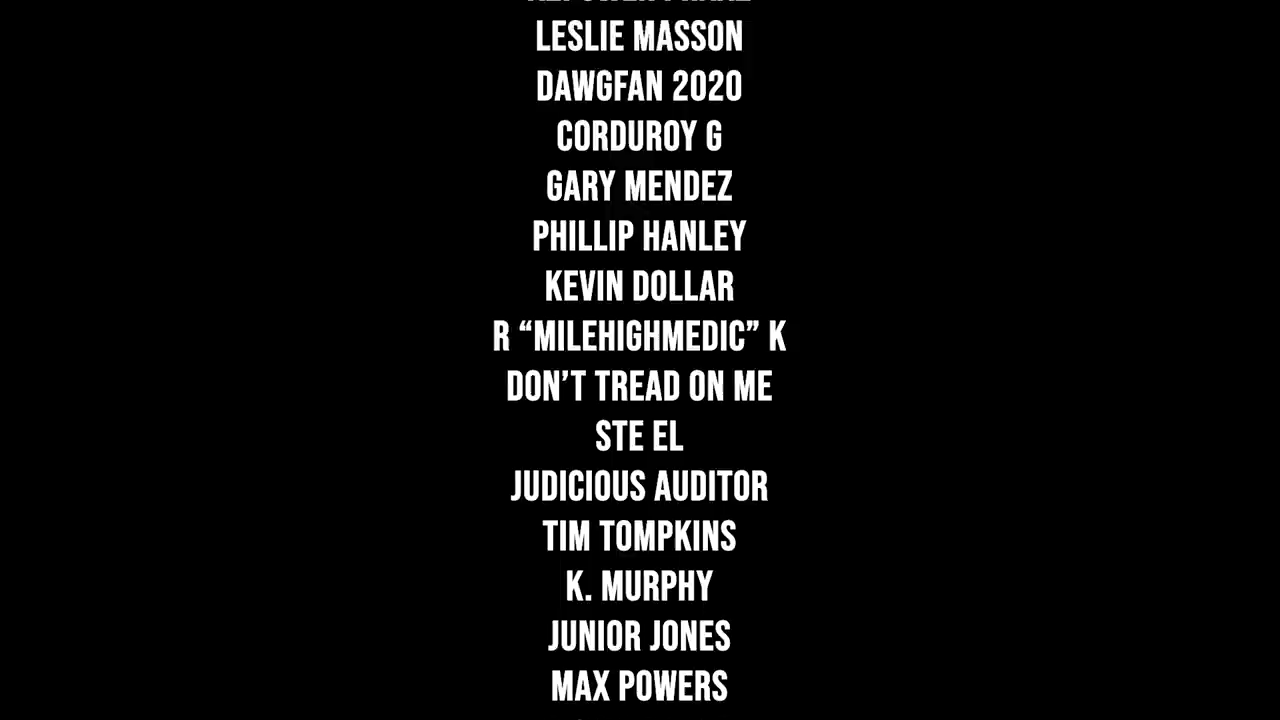 LESLIE MASSON
DAWGFAN 2020
CORDUROY G
GARY MENDEZ
PHILLIP HANLEY
KEVIN DOLLAR
R “MILEHIGHMEDIC” K
DON’T TREAD ON ME
STE EL
JUDICIOUS AUDITOR
TIM TOMPKINS
K. MURPHY
JUNIOR JONES
MAX POWERS